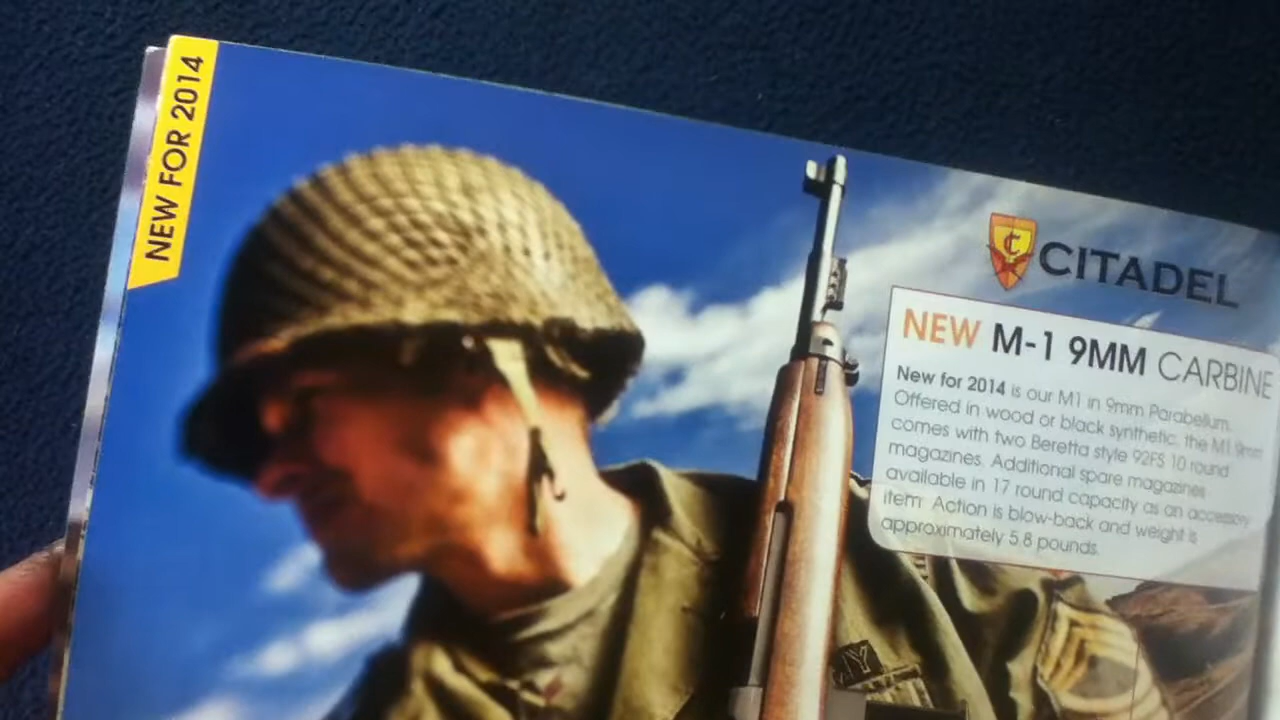 NEW FOR 2014
CITADEL
NEW M-1 9MM CARBINE
New for 2014 is our M1 in 9mm Parabellum.
Offered in wood or black synthetic, the M1 9mm
comes with two Beretta style 92FS 10 round
magazines. Additional spare magazines
available in 17 round capacity as an accessory
item. Action is blow-back and weight is
approximately 5.8 pounds.